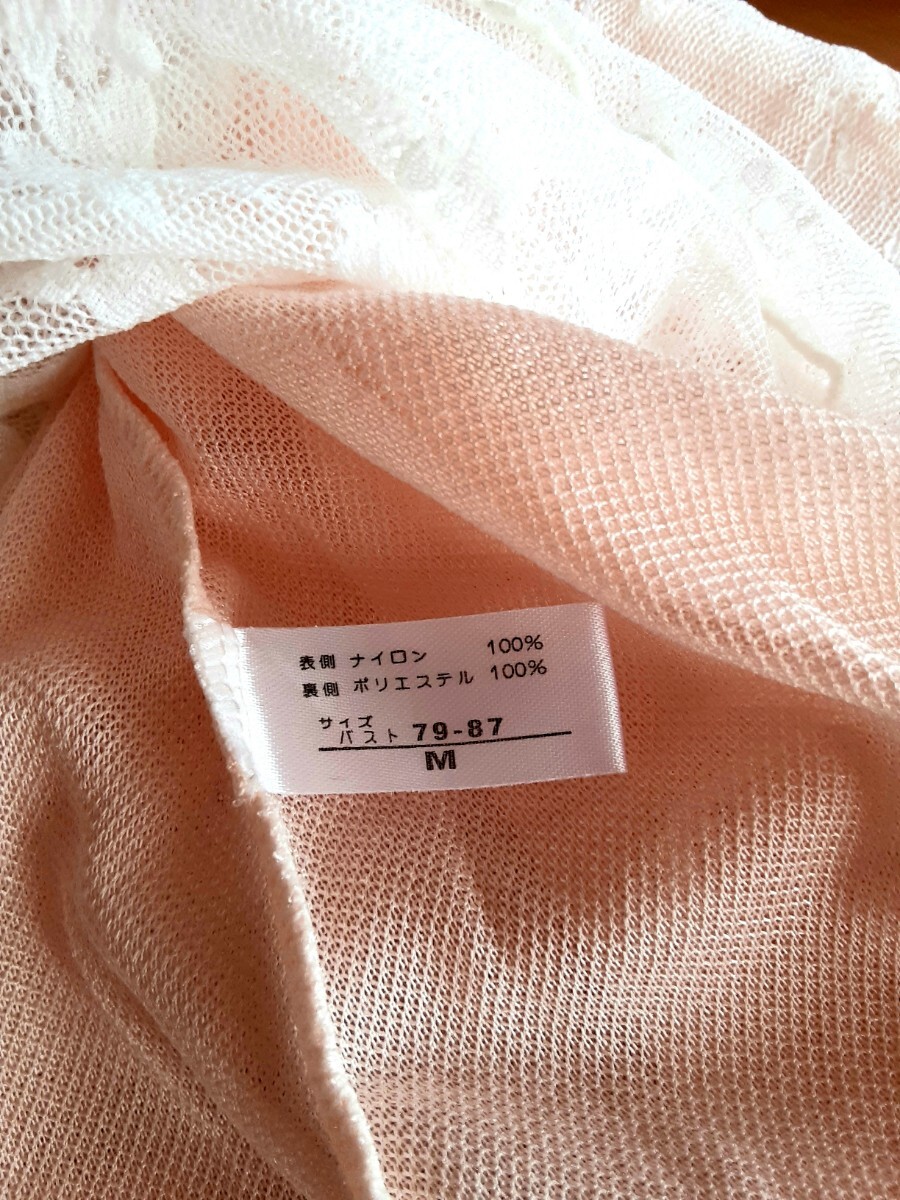 表側 ナイロン 100%
裏側 ポリエステル 100%
サイズ
バスト 79-87
M